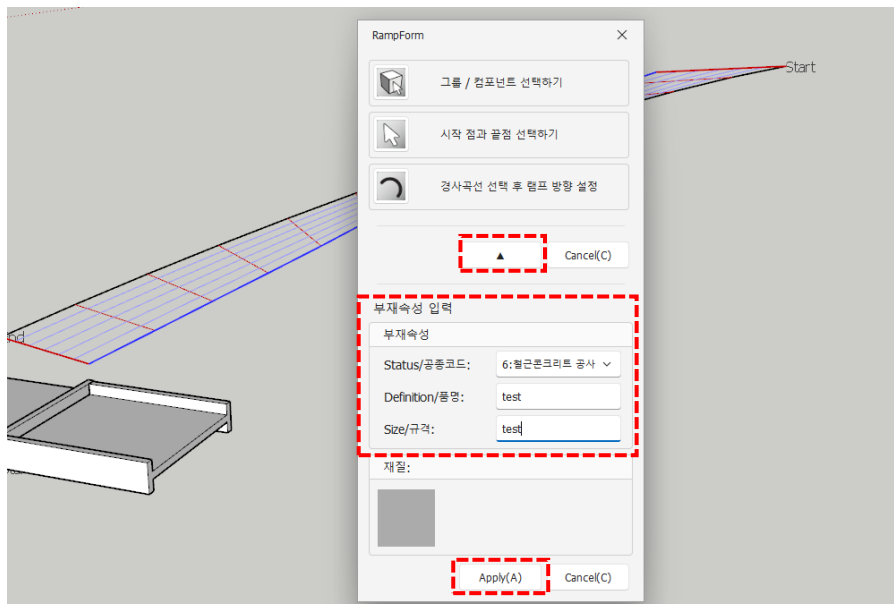 RampForm
Start
그룹 / 컴포넌트 선택하기
시작 점과 끝점 선택하기
경사곡선 선택 후 램프 방향 설정
▲ Cancel(C)
부재속성 입력
부재속성
Status/공종코드: 6:철근콘크리트 공사
Definition/품명: test
Size/규격: test
재질:
Apply(A) Cancel(C)